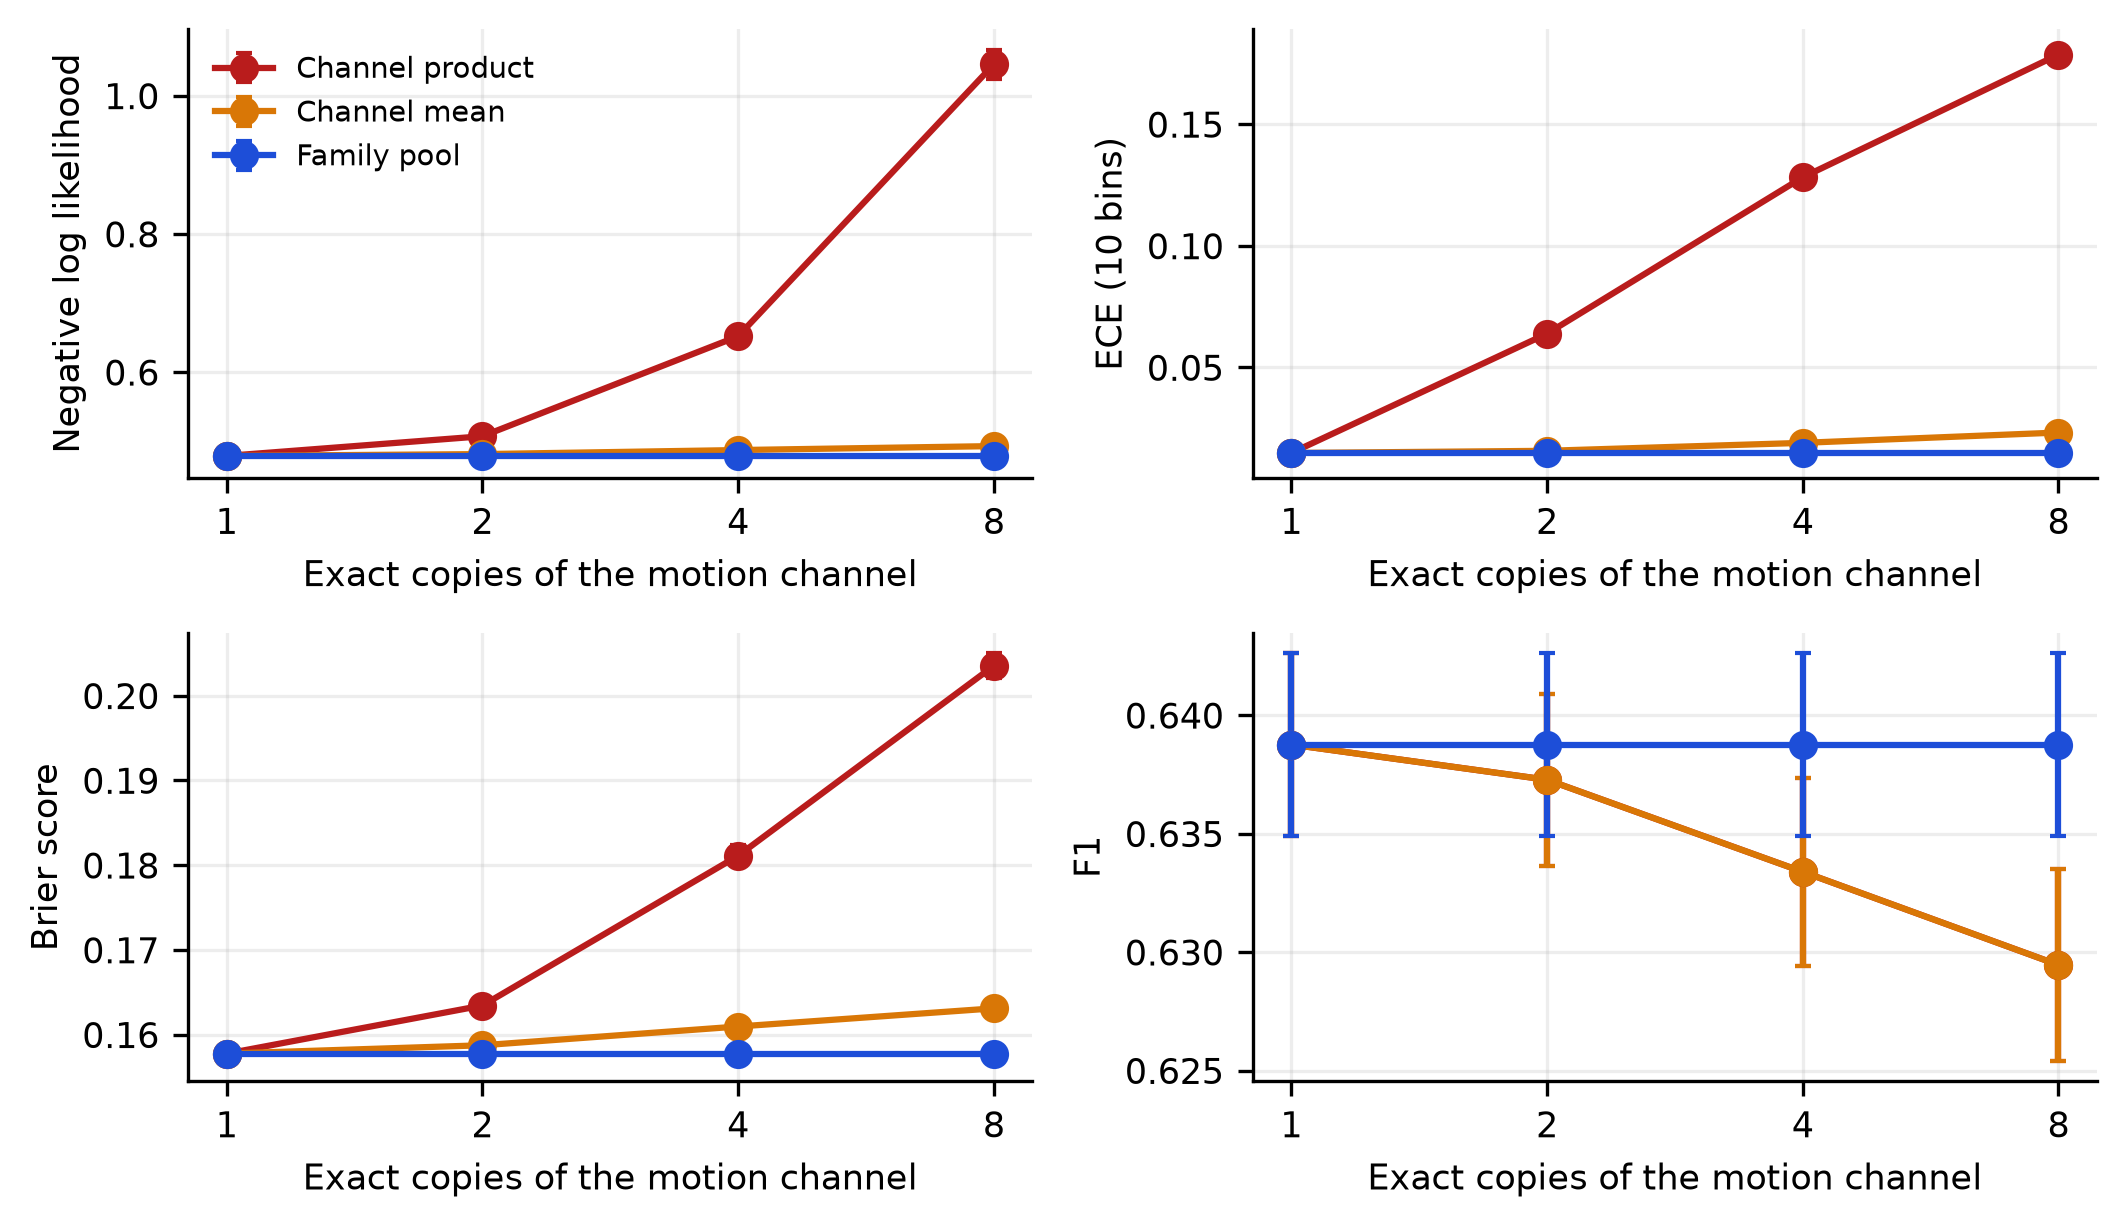 Negative log likelihood
1.0
0.8
0.6
Channel product
Channel mean
Family pool
1 2 4 8
Exact copies of the motion channel
ECE (10 bins)
0.15
0.10
0.05
1 2 4 8
Exact copies of the motion channel
Brier score
0.20
0.19
0.18
0.17
0.16
1 2 4 8
Exact copies of the motion channel
F1
0.640
0.635
0.630
0.625
1 2 4 8
Exact copies of the motion channel